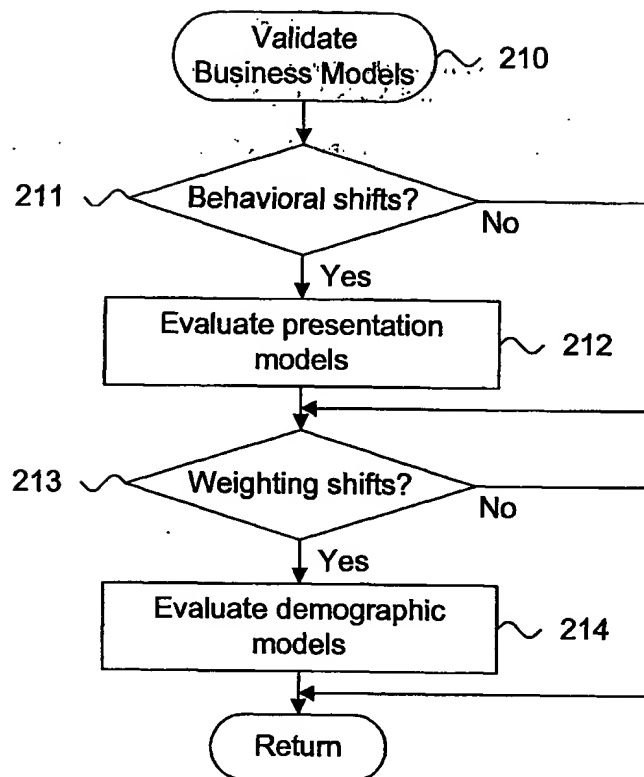 Validate
Business Models
210
211
Behavioral shifts?
No
Yes
Evaluate presentation
models
212
213
Weighting shifts?
No
Yes
Evaluate demographic
models
214
Return